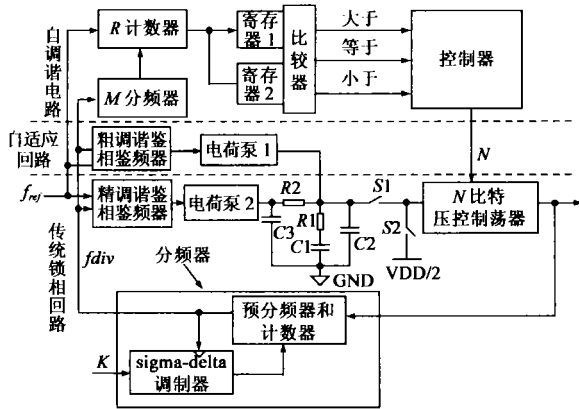 自调谐电路
R 计数器
M 分频器
寄存器 1
寄存器 2
比较器
大于
等于
小于
控制器
自适应回路
粗调谐鉴相鉴频器
电荷泵 1
N
fref
精调谐鉴相鉴频器
电荷泵 2
R2
R1
C3
C1
C2
S1
S2
N 比特压控制荡器
VDD/2
GND
传统锁相回路
fdiv
分频器
预分频器和计数器
K
sigma-delta调制器